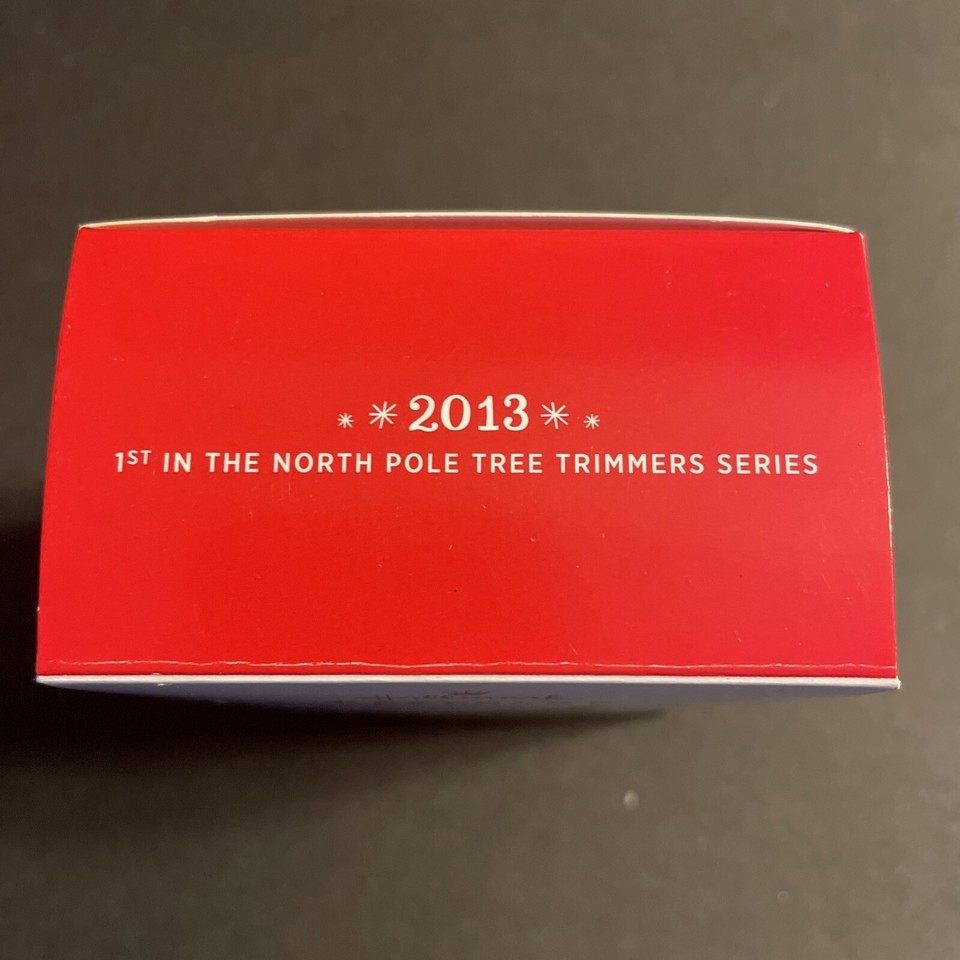 2013
1ST IN THE NORTH POLE TREE TRIMMERS SERIES